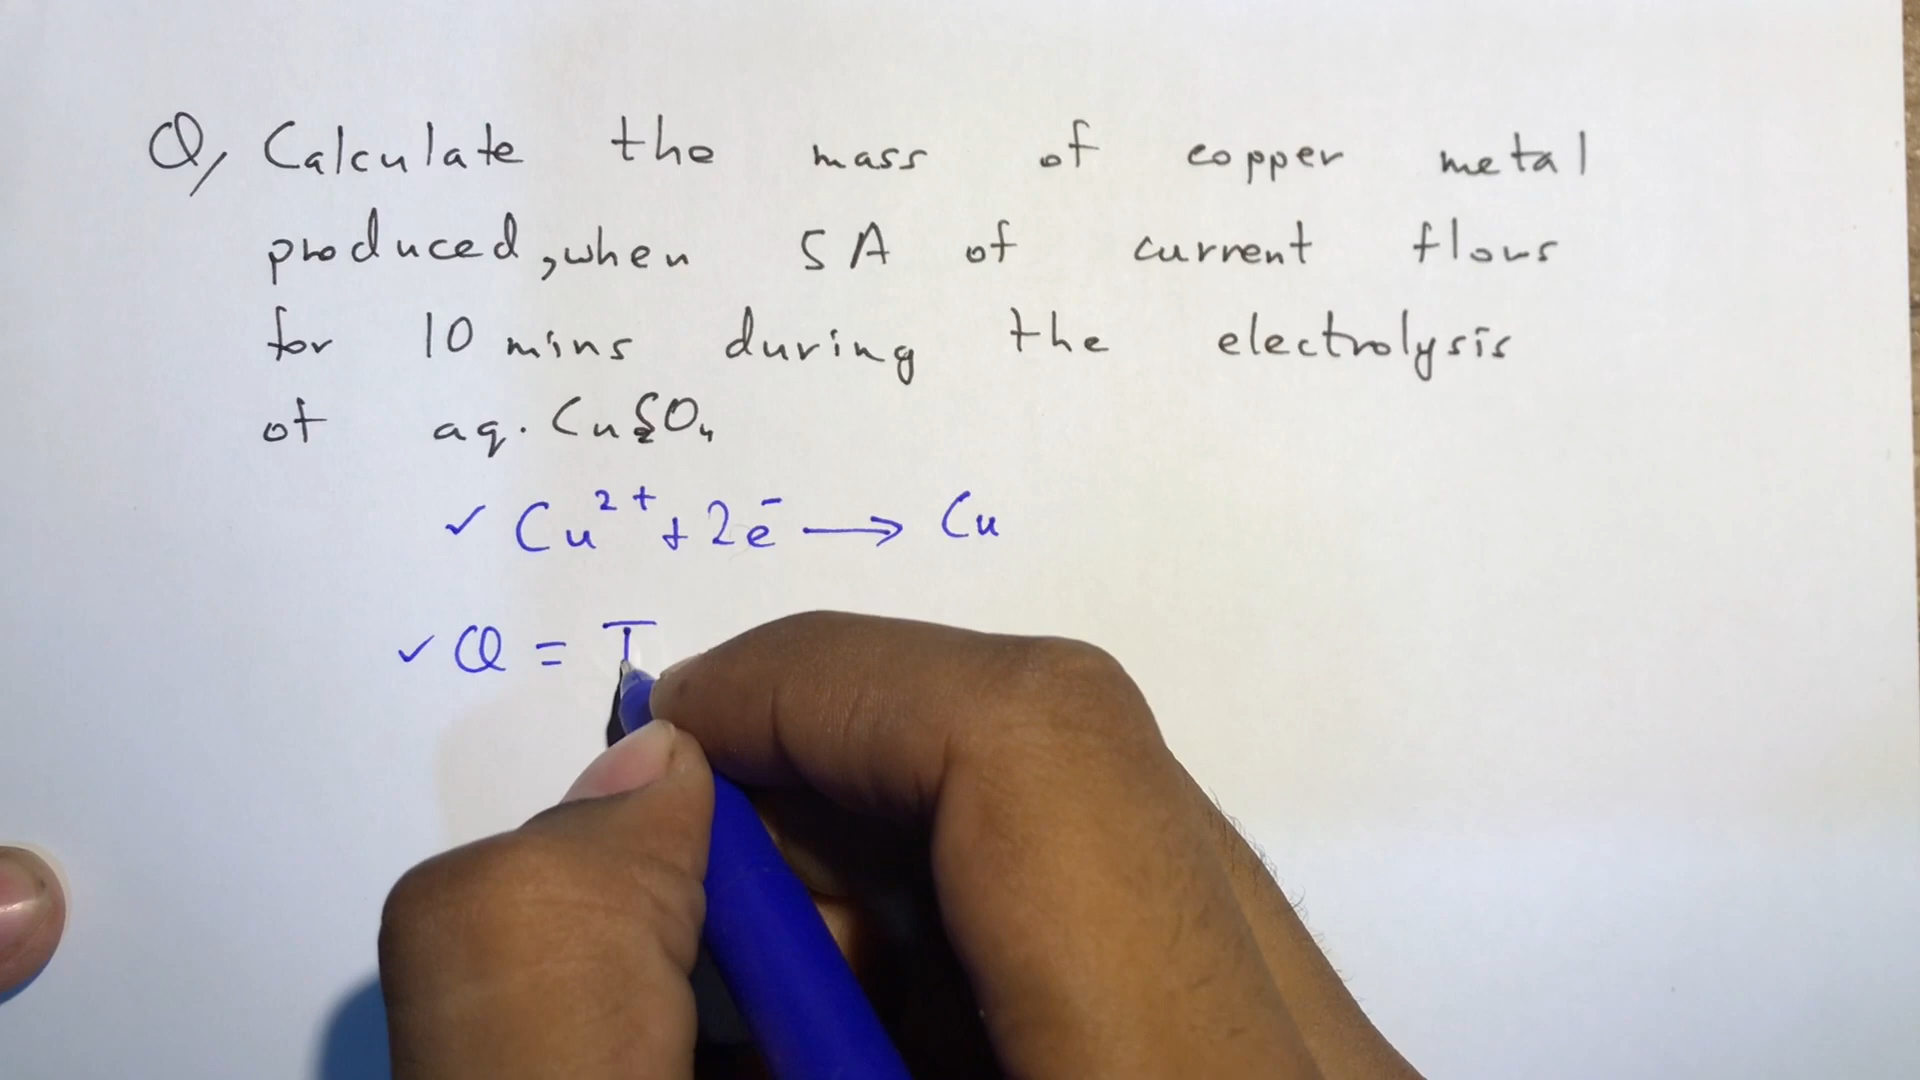 Q, Calculate the mass of copper metal
produced, when 5A of current flows
for 10 mins during the electrolysis
of aq. CuSO₄
✓ Cu²⁺ + 2e⁻ → Cu
✓ Q = I